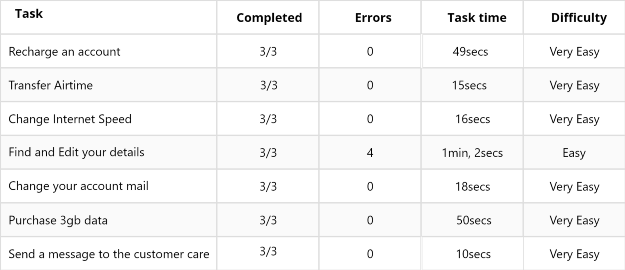 Task Completed Errors Task time Difficulty
Recharge an account 3/3 0 49secs Very Easy
Transfer Airtime 3/3 0 15secs Very Easy
Change Internet Speed 3/3 0 16secs Very Easy
Find and Edit your details 3/3 4 1min, 2secs Easy
Change your account mail 3/3 0 18secs Very Easy
Purchase 3gb data 3/3 0 50secs Very Easy
Send a message to the customer care 3/3 0 10secs Very Easy